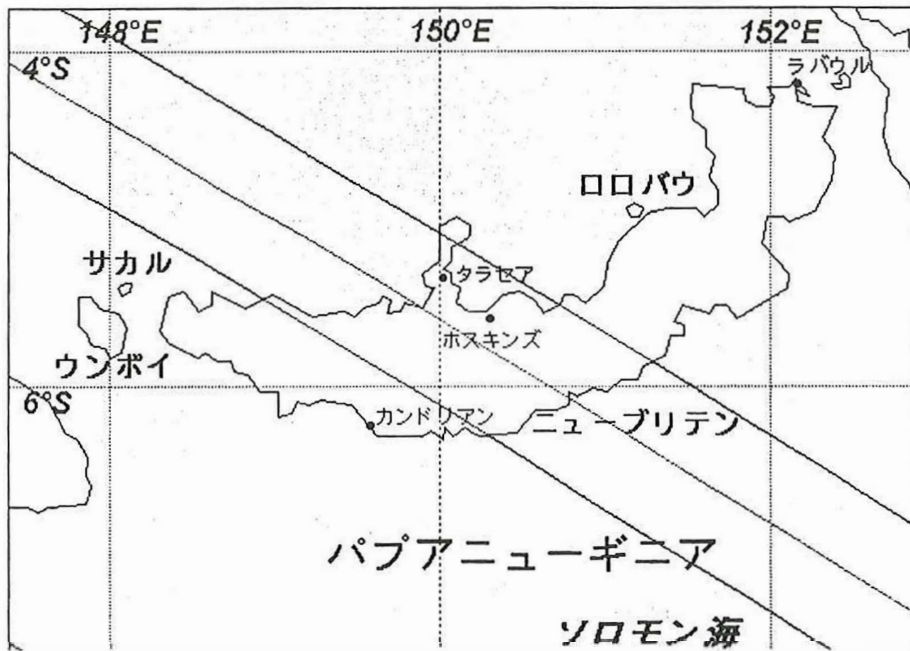 148°E
150°E
152°E
4°S
ラバウル
ロロバウ
サカル
タラセア
ホスキンズ
ウンボイ
6°S
カンドリアン
ニューブリテン
パプアニューギニア
ソロモン海